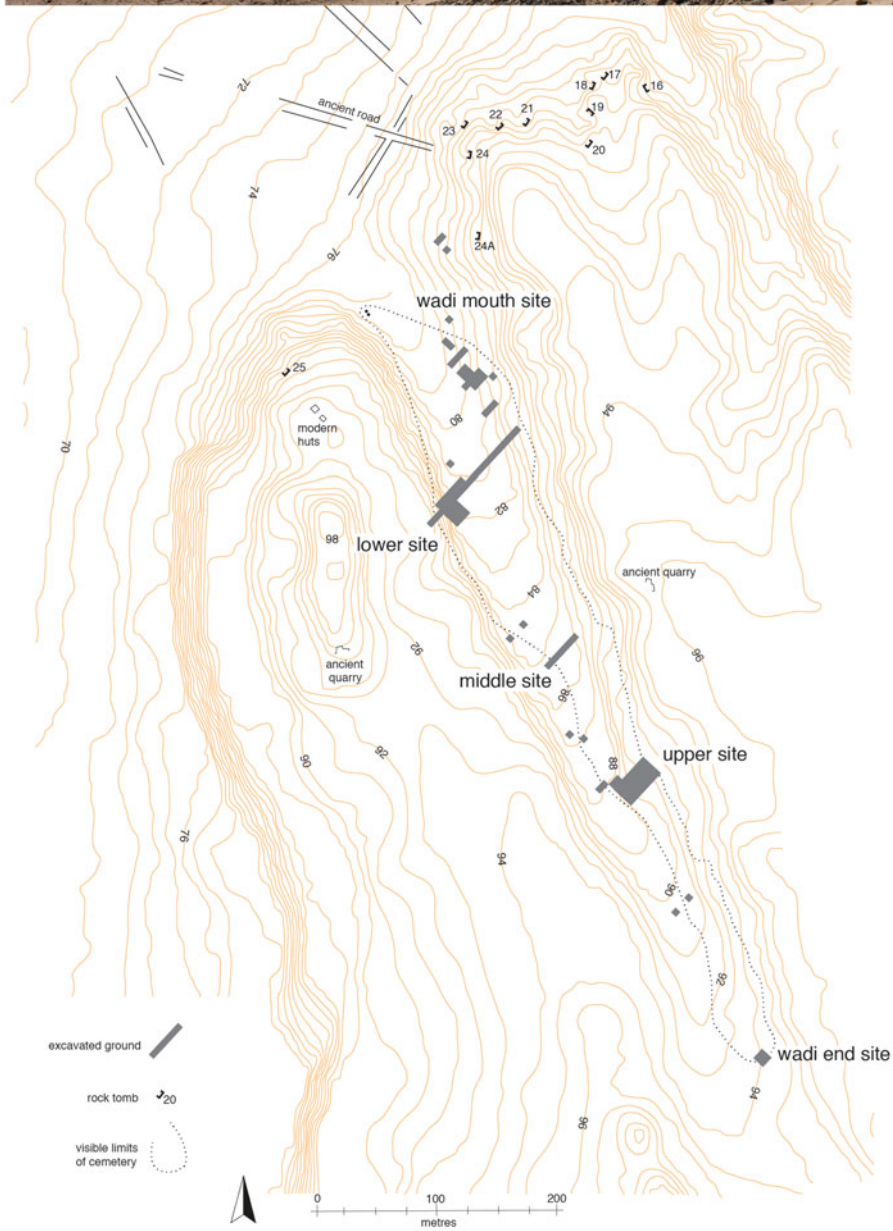 72
ancient road
17
18
16
19
21
22
23
20
24
74
24A
76
wadi mouth site
25
94
modern
huts
80
70
82
lower site
98
ancient quarry
84
92
96
ancient
quarry
middle site
86
90
92
upper site
88
76
94
90
92
wadi end site
excavated ground
94
rock tomb
20
96
visible limits
of cemetery
0
100
200
metres